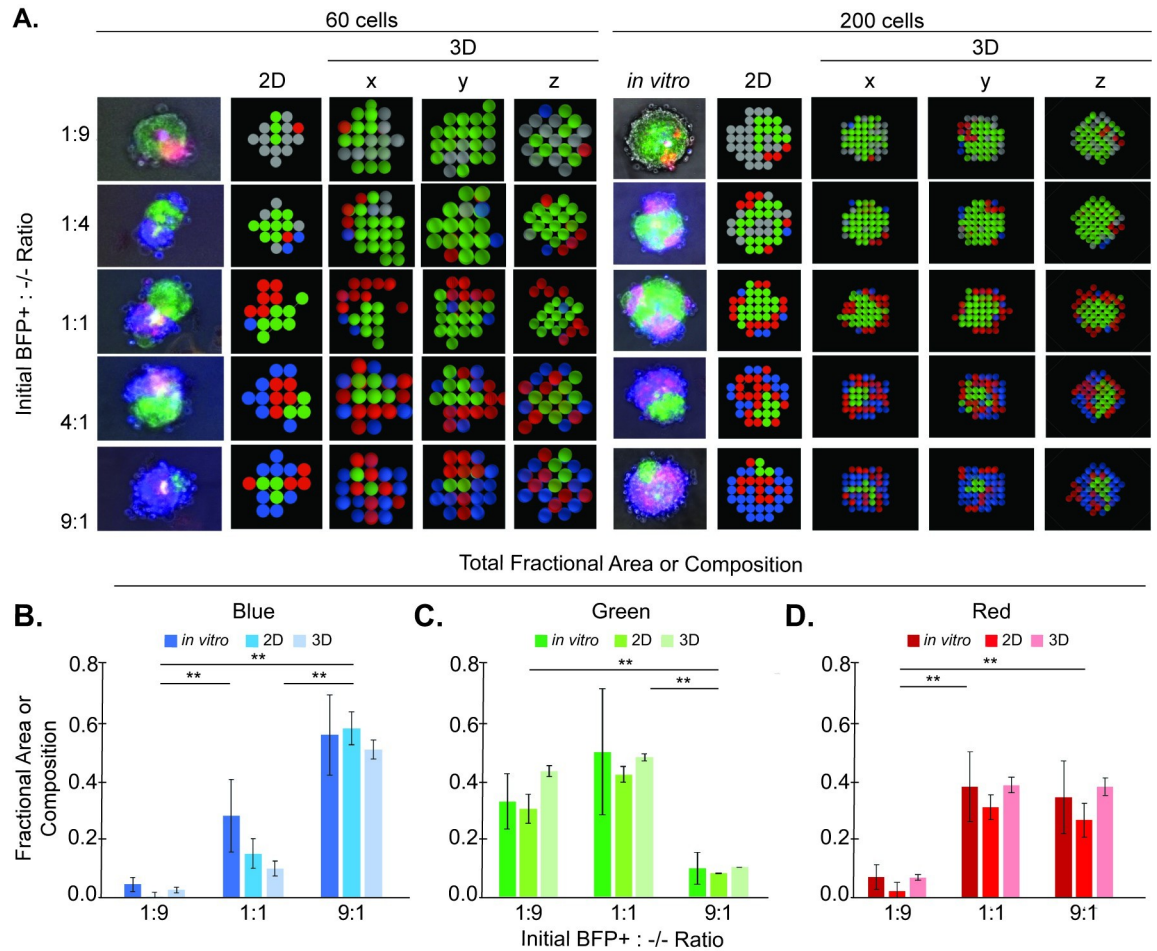 A.
60 cells
200 cells
3D
3D
2D x y z in vitro 2D x y z
Initial BFP+ : -/- Ratio
1:9
1:4
1:1
4:1
9:1
Total Fractional Area or Composition
B. Blue
in vitro 2D 3D
C. Green
in vitro 2D 3D
D. Red
in vitro 2D 3D
Fractional Area or
Composition
0.8
0.6
0.4
0.2
0.0
**
**
**
1:9 1:1 9:1
0.8
0.6
0.4
0.2
0.0
**
**
1:9 1:1 9:1
0.8
0.6
0.4
0.2
0.0
**
**
1:9 1:1 9:1
Initial BFP+ : -/- Ratio